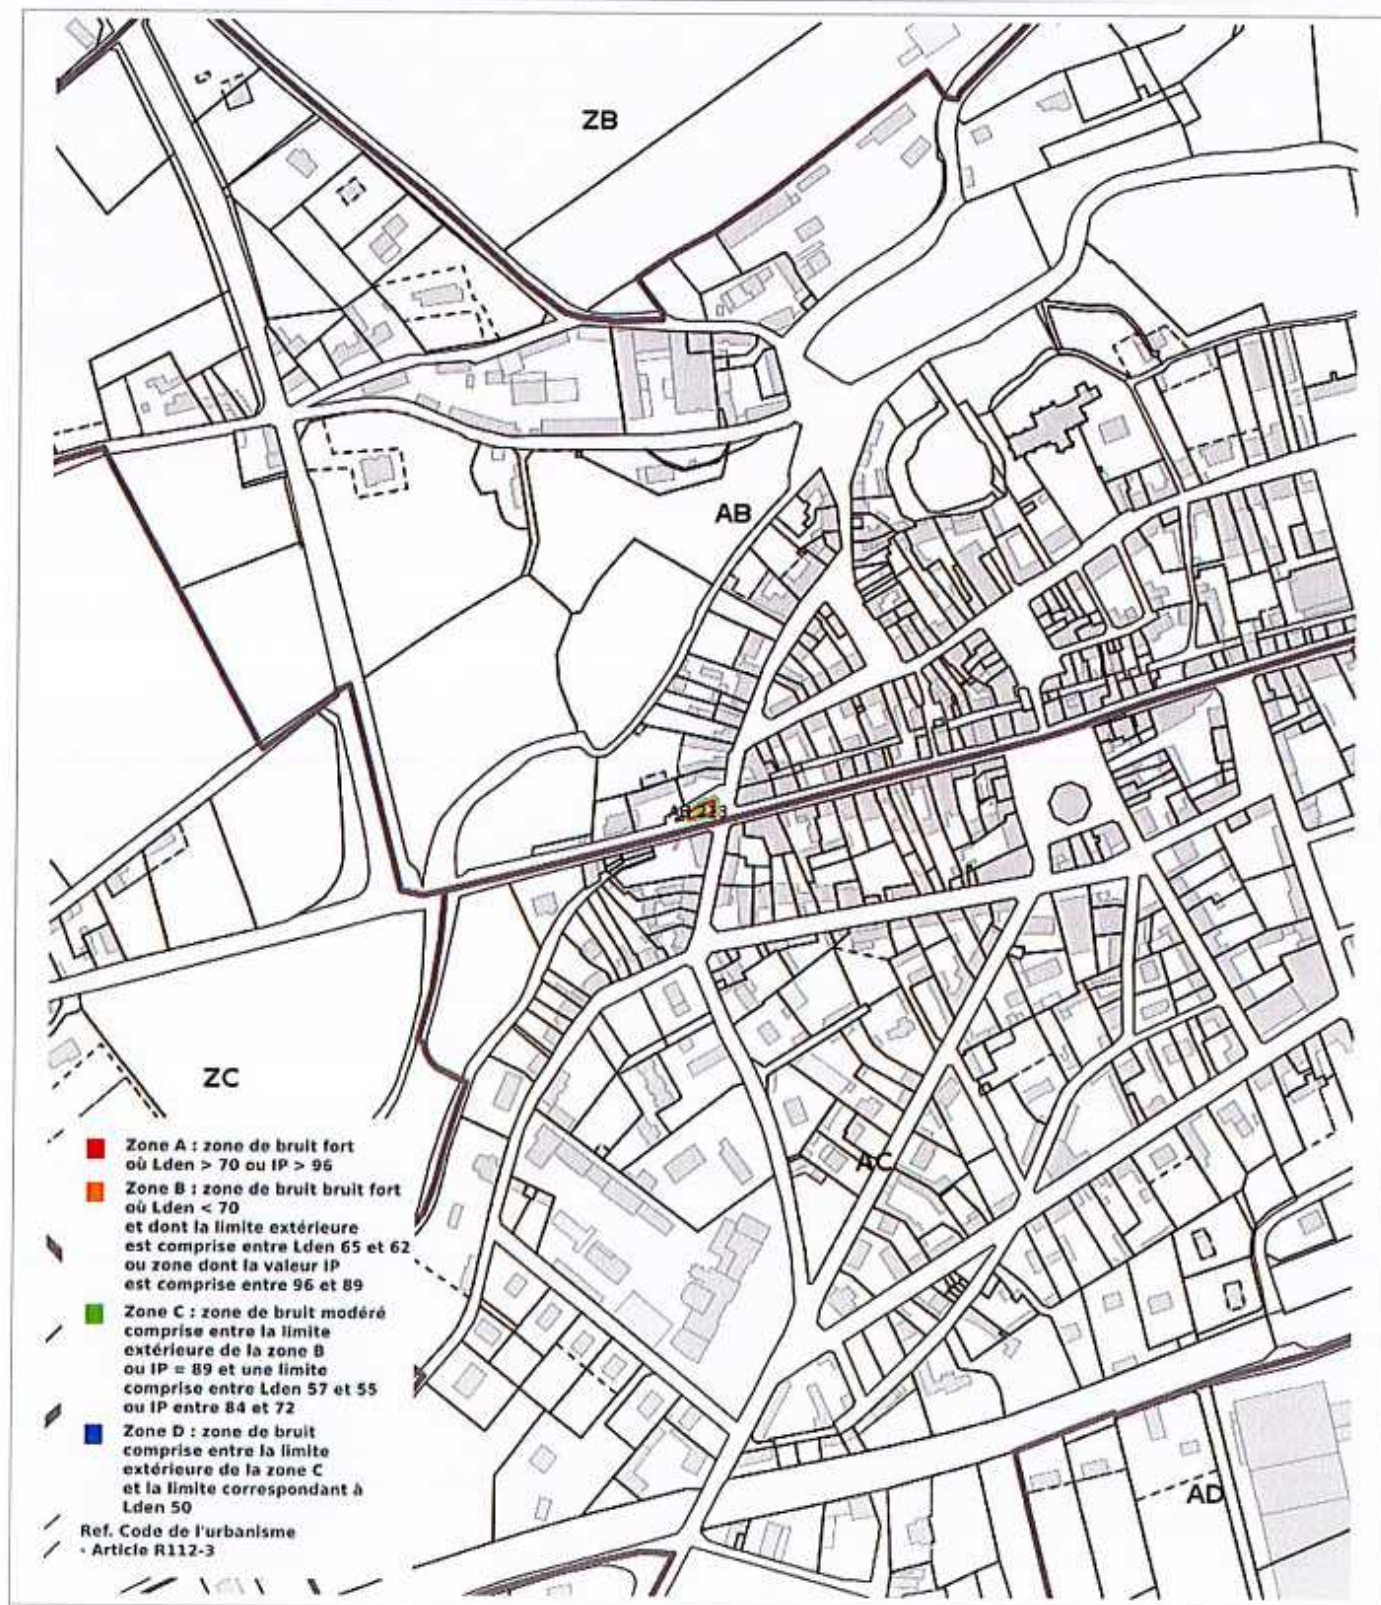 ZB
AB
AB 213
ZC
AC
AD
Zone A : zone de bruit fort
où Lden > 70 ou IP > 96
Zone B : zone de bruit bruit fort
où Lden < 70
et dont la limite extérieure
est comprise entre Lden 65 et 62
ou zone dont la valeur IP
est comprise entre 96 et 89
Zone C : zone de bruit modéré
comprise entre la limite
extérieure de la zone B
ou IP = 89 et une limite
comprise entre Lden 57 et 55
ou IP entre 84 et 72
Zone D : zone de bruit
comprise entre la limite
extérieure de la zone C
et la limite correspondant à
Lden 50
Ref. Code de l'urbanisme
- Article R112-3